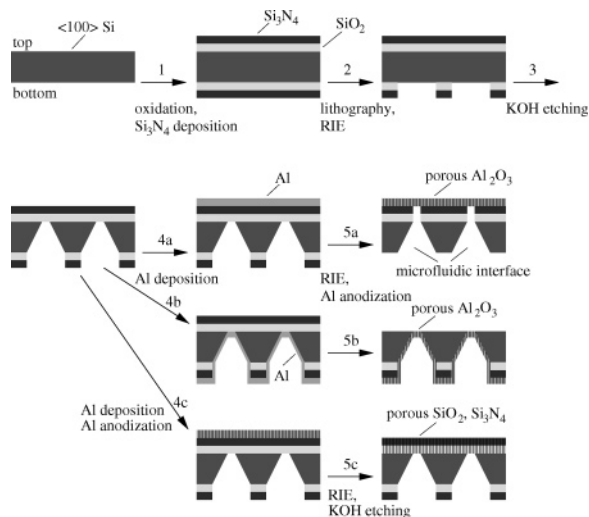 <100> Si
top
bottom
1
oxidation,
Si3N4 deposition
Si3N4
SiO2
2
lithography,
RIE
3
KOH etching
4a
Al deposition
Al
5a
RIE,
Al anodization
porous Al2O3
microfluidic interface
4b
Al
5b
porous Al2O3
4c
Al deposition
Al anodization
5c
RIE,
KOH etching
porous SiO2, Si3N4